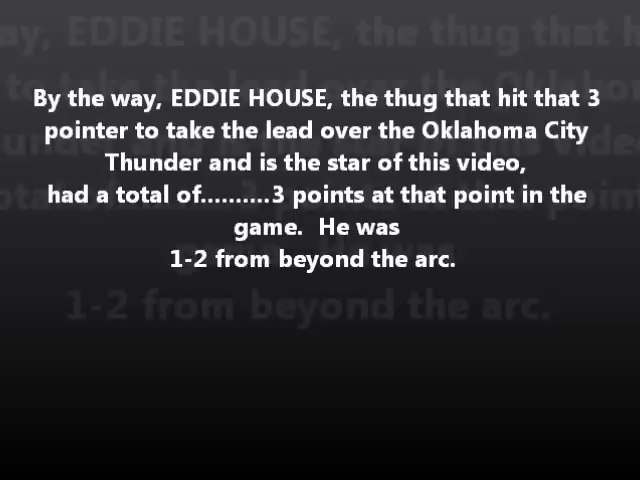 By the way, EDDIE HOUSE, the thug that hit that 3
pointer to take the lead over the Oklahoma City
Thunder and is the star of this video,
had a total of..........3 points at that point in the
game.  He was
1-2 from beyond the arc.